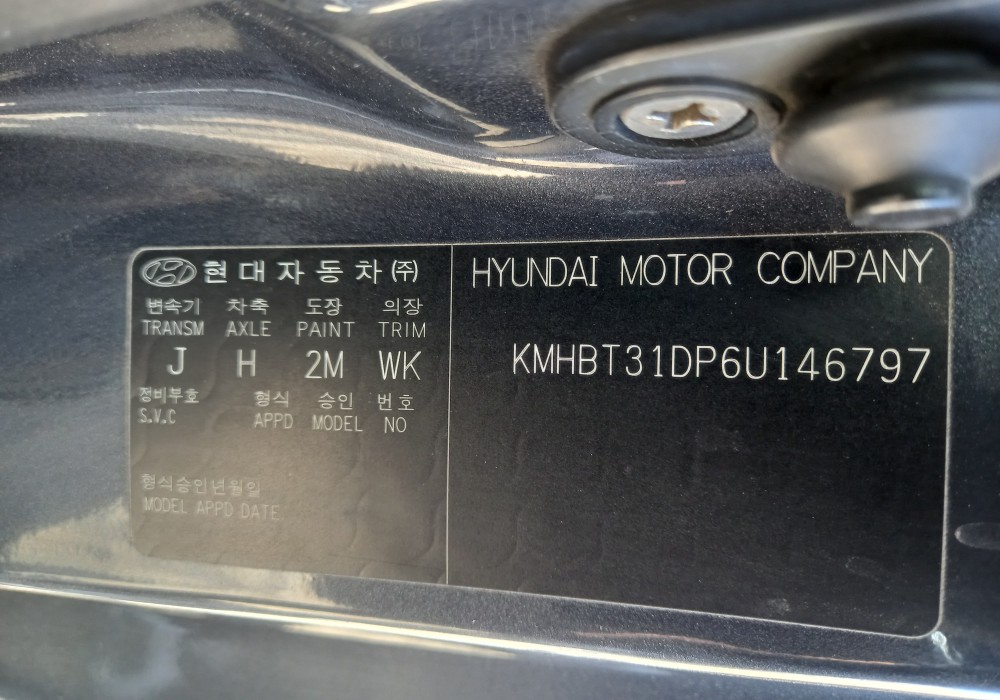 현대자동차(주)
변속기 차축 도장 의장
TRANSM AXLE PAINT TRIM
J H 2M WK
정비부호 형식 승인 번호
S.V.C APPD MODEL NO
형식승인년월일
MODEL APPD DATE
HYUNDAI MOTOR COMPANY
KMHBT31DP6U146797